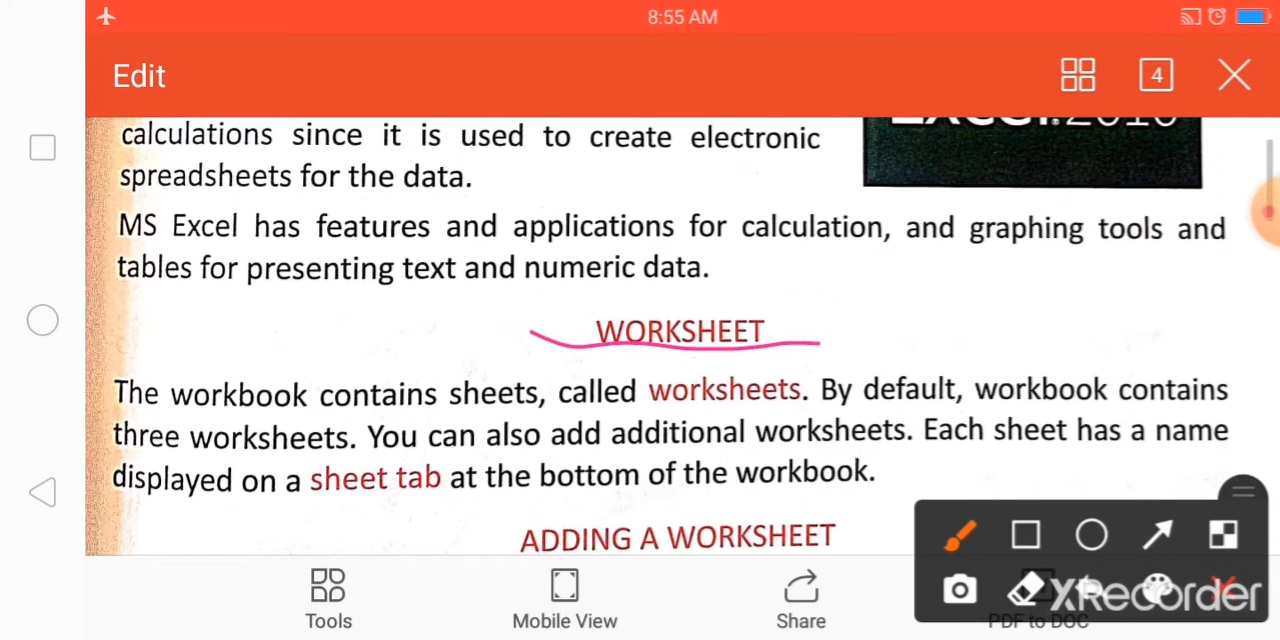 8:55 AM
Edit
4
calculations since it is used to create electronic
spreadsheets for the data.
MS Excel has features and applications for calculation, and graphing tools and
tables for presenting text and numeric data.
WORKSHEET
The workbook contains sheets, called worksheets. By default, workbook contains
three worksheets. You can also add additional worksheets. Each sheet has a name
displayed on a sheet tab at the bottom of the workbook.
ADDING A WORKSHEET
XRecorder
Tools
Mobile View
Share
PDF to DOC